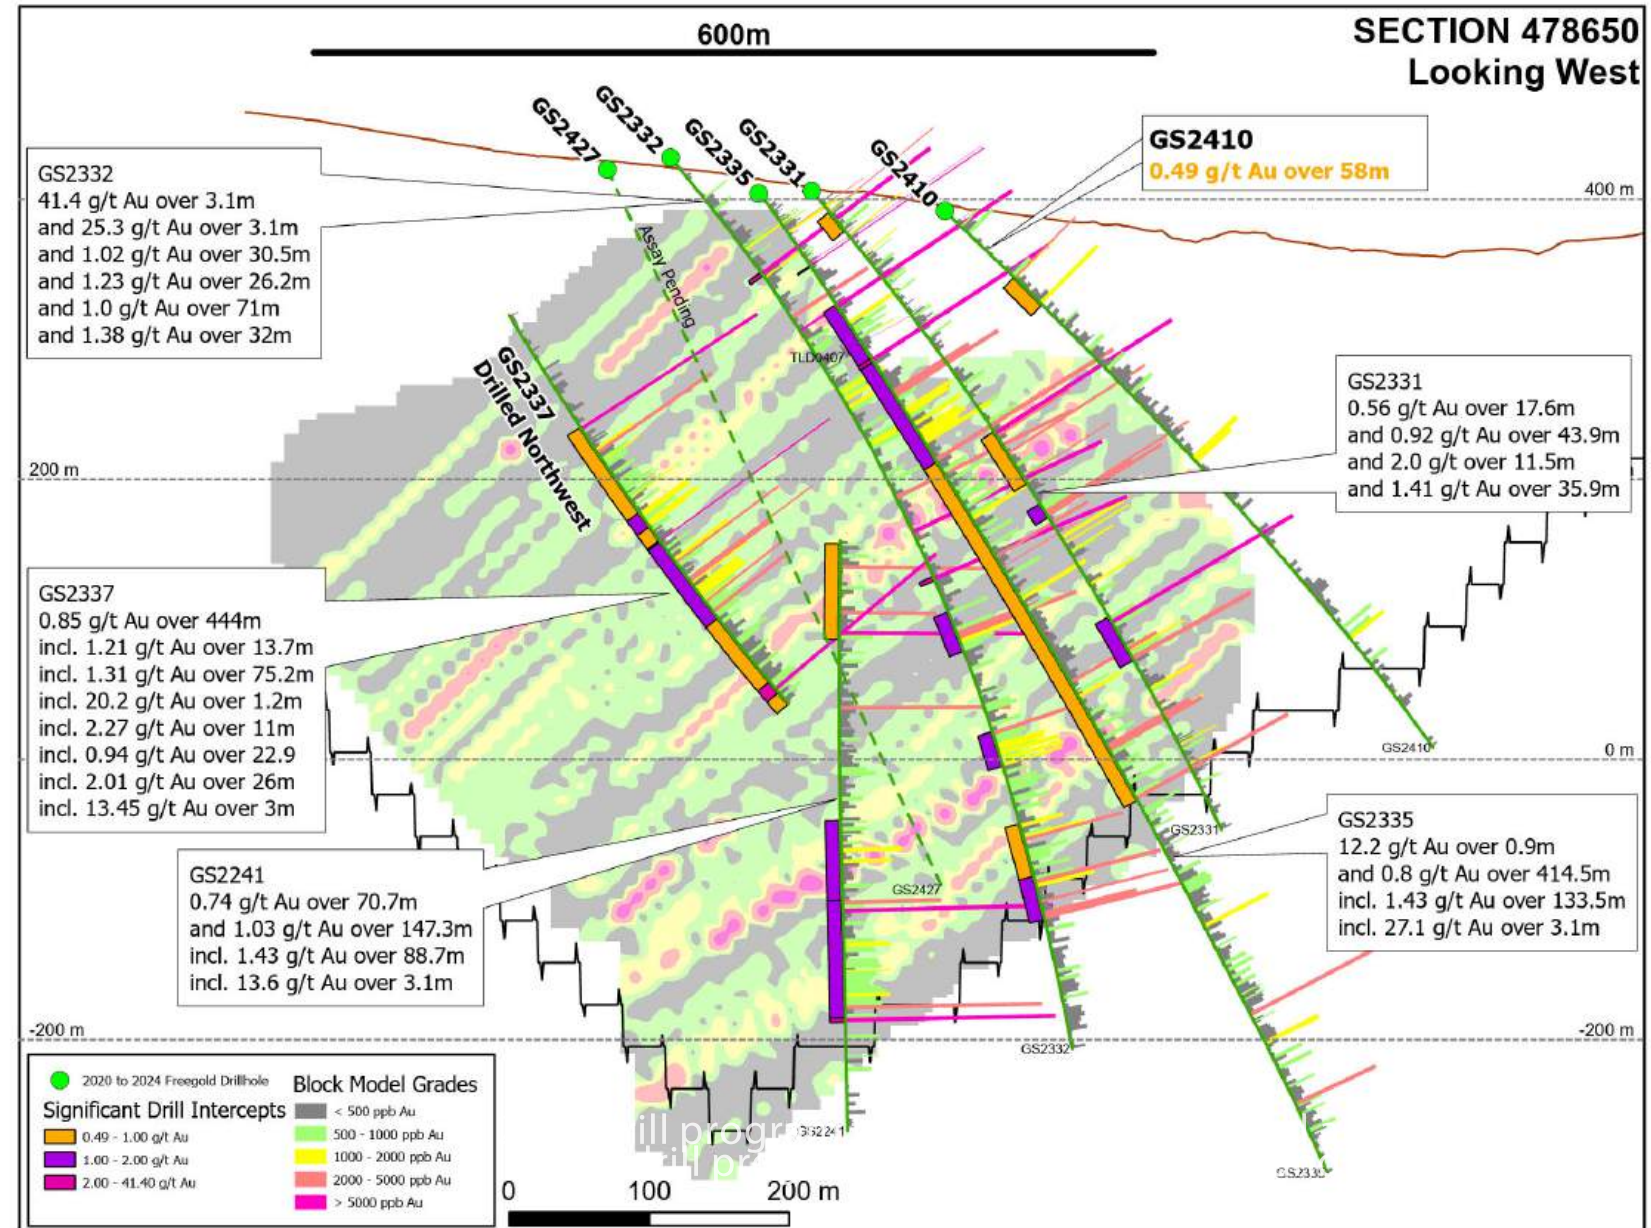 600m
SECTION 478650
Looking West
GS2427
GS2332
GS2335
GS2331
GS2410
GS2410
0.49 g/t Au over 58m
400 m
GS2332
41.4 g/t Au over 3.1m
and 25.3 g/t Au over 3.1m
and 1.02 g/t Au over 30.5m
and 1.23 g/t Au over 26.2m
and 1.0 g/t Au over 71m
and 1.38 g/t Au over 32m
Assay Pending
TLD0407
GS2337
Drilled Northwest
GS2331
0.56 g/t Au over 17.6m
and 0.92 g/t Au over 43.9m
and 2.0 g/t over 11.5m
and 1.41 g/t Au over 35.9m
200 m
GS2337
0.85 g/t Au over 444m
incl. 1.21 g/t Au over 13.7m
incl. 1.31 g/t Au over 75.2m
incl. 20.2 g/t Au over 1.2m
incl. 2.27 g/t Au over 11m
incl. 0.94 g/t Au over 22.9
incl. 2.01 g/t Au over 26m
incl. 13.45 g/t Au over 3m
GS2410
0 m
GS2331
GS2335
12.2 g/t Au over 0.9m
and 0.8 g/t Au over 414.5m
incl. 1.43 g/t Au over 133.5m
incl. 27.1 g/t Au over 3.1m
GS2241
0.74 g/t Au over 70.7m
and 1.03 g/t Au over 147.3m
incl. 1.43 g/t Au over 88.7m
incl. 13.6 g/t Au over 3.1m
GS2427
-200 m
-200 m
GS2332
GS2241
2020 to 2024 Freegold Drillhole
Significant Drill Intercepts
0.49 - 1.00 g/t Au
1.00 - 2.00 g/t Au
2.00 - 41.40 g/t Au
Block Model Grades
< 500 ppb Au
500 - 1000 ppb Au
1000 - 2000 ppb Au
2000 - 5000 ppb Au
> 5000 ppb Au
0 100 200 m